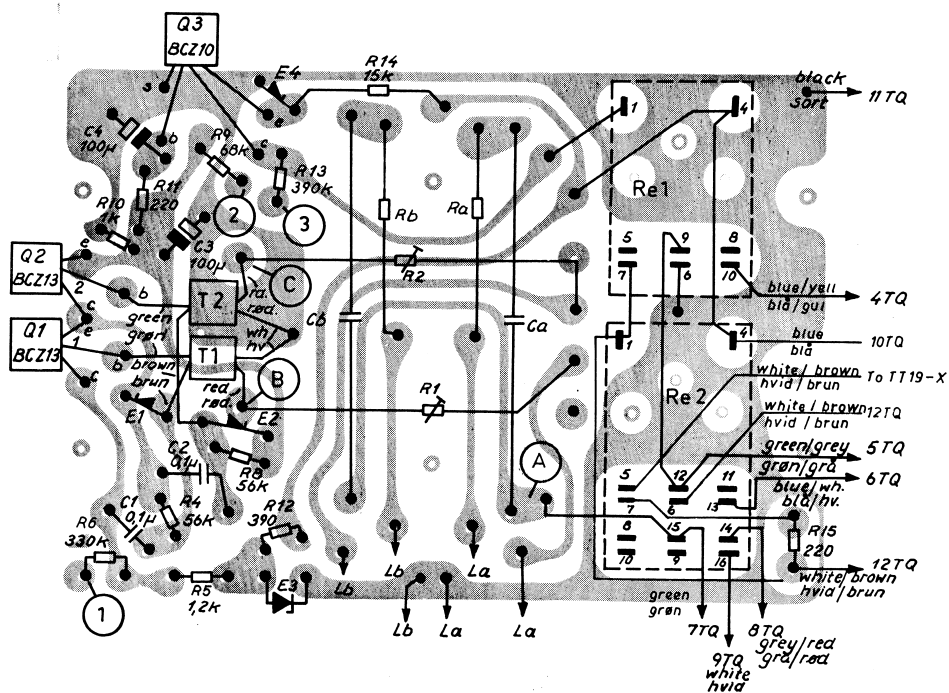 Q3
BCZ10
E4
R14
15k
black
sort
11TQ
s
b
e
c
C4
100µ
R9
68k
R13
390k
R11
220
R10
1k
2
3
C3
100µ
Rb
Ra
Re1
1
4
5
9
8
7
6
10
Q2
BCZ13
e
2
c
b
Q1
BCZ13
e
1
c
b
green
grøn
brown
brun
T2
T1
rd.
rød.
wh
hv
red
rød.
C
B
R2
Cb
Ca
R1
blue/yell
blå/gul
4TQ
1
4
blue
blå
10TQ
white/brown
hvid/brun
To TT19-X
Re2
white/brown
hvid/brun
12TQ
green/grey
grøn/grå
5TQ
blue/wh.
blå/hv.
6TQ
E1
E2
C2
0,1µ
R8
56K
A
5
12
11
7
6
13
8
15
14
10
9
16
C1
0,1µ
R4
56K
R12
390
R6
330K
R15
220
1
R5
1,2k
E3
Lb
Lb
La
Lb
La
La
12TQ
white/brown
hvid/brun
green
grøn
7TQ
8TQ
grey/red
grå/rød
9TQ
white
hvid